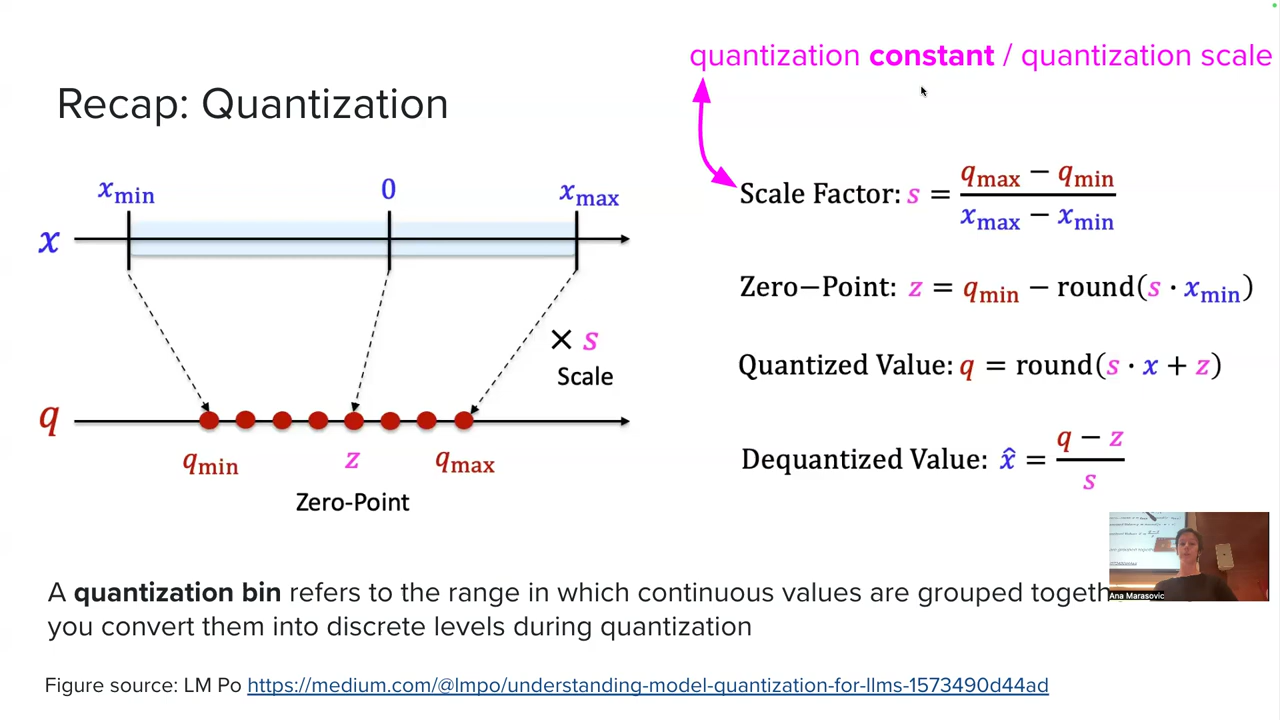 quantization constant / quantization scale
Recap: Quantization
x_min 0 x_max
x
× s
Scale
q
q_min z q_max
Zero-Point
Scale Factor: s = (q_max − q_min) / (x_max − x_min)
Zero−Point: z = q_min − round(s · x_min)
Quantized Value: q = round(s · x + z)
Dequantized Value: x̂ = (q − z) / s
Ana Marasovic
A quantization bin refers to the range in which continuous values are grouped togeth
you convert them into discrete levels during quantization
Figure source: LM Po https://medium.com/@lmpo/understanding-model-quantization-for-llms-1573490d44ad